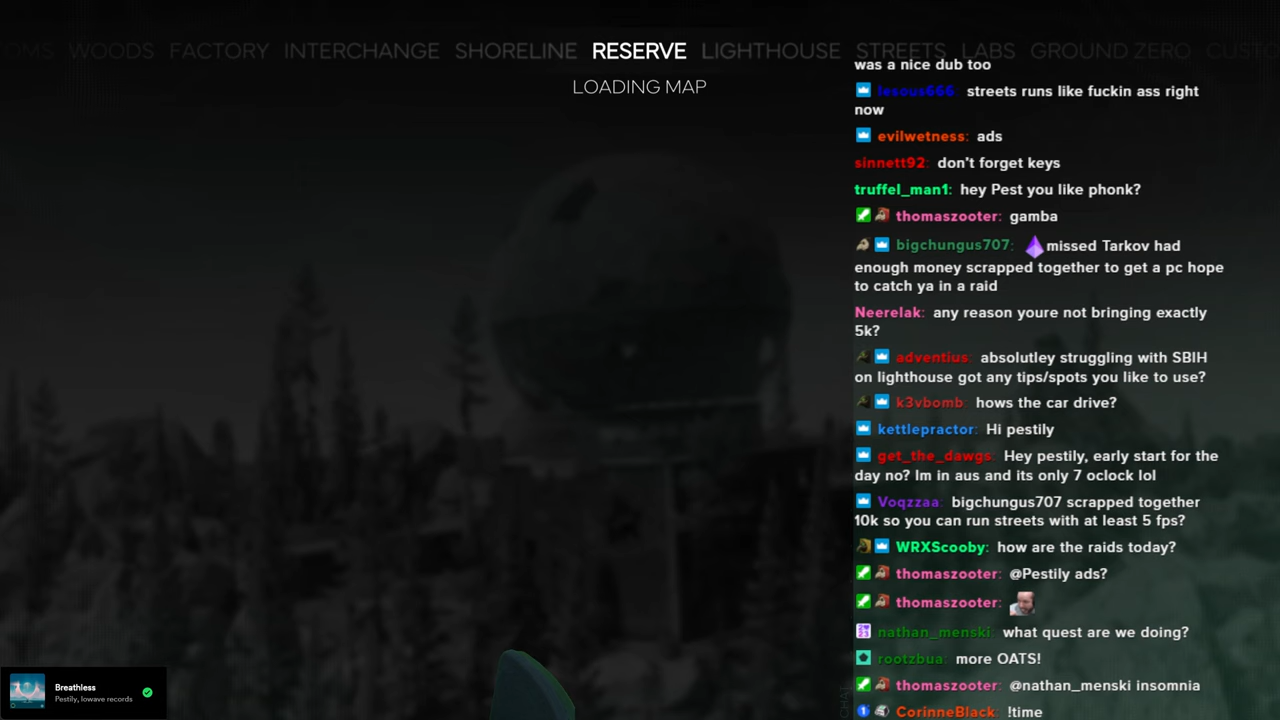 OMS WOODS FACTORY INTERCHANGE SHORELINE RESERVE LIGHTHOUSE STREETS LABS GROUND ZERO CUSTO
LOADING MAP
was a nice dub too
lesous666 streets runs like fuckin ass right
now
evilwetness: ads
sinnett92: don't forget keys
truffel_man1: hey Pest you like phonk?
thomaszooter: gamba
bigchungus707: missed Tarkov had
enough money scrapped together to get a pc hope
to catch ya in a raid
Neerelak: any reason youre not bringing exactly
5k?
adventius: absolutley struggling with SBIH
on lighthouse got any tips/spots you like to use?
k3vbomb: hows the car drive?
kettlepractor: Hi pestily
get_the_dawgs: Hey pestily, early start for the
day no? Im in aus and its only 7 oclock lol
Voqzzaa: bigchungus707 scrapped together
10k so you can run streets with at least 5 fps?
WRXScooby: how are the raids today?
thomaszooter: @Pestily ads?
thomaszooter:
nathan_menski: what quest are we doing?
rootzbua: more OATS!
thomaszooter: @nathan_menski insomnia
CorinneBlack: !time
CHAT
Breathless
Pestily, lowave records